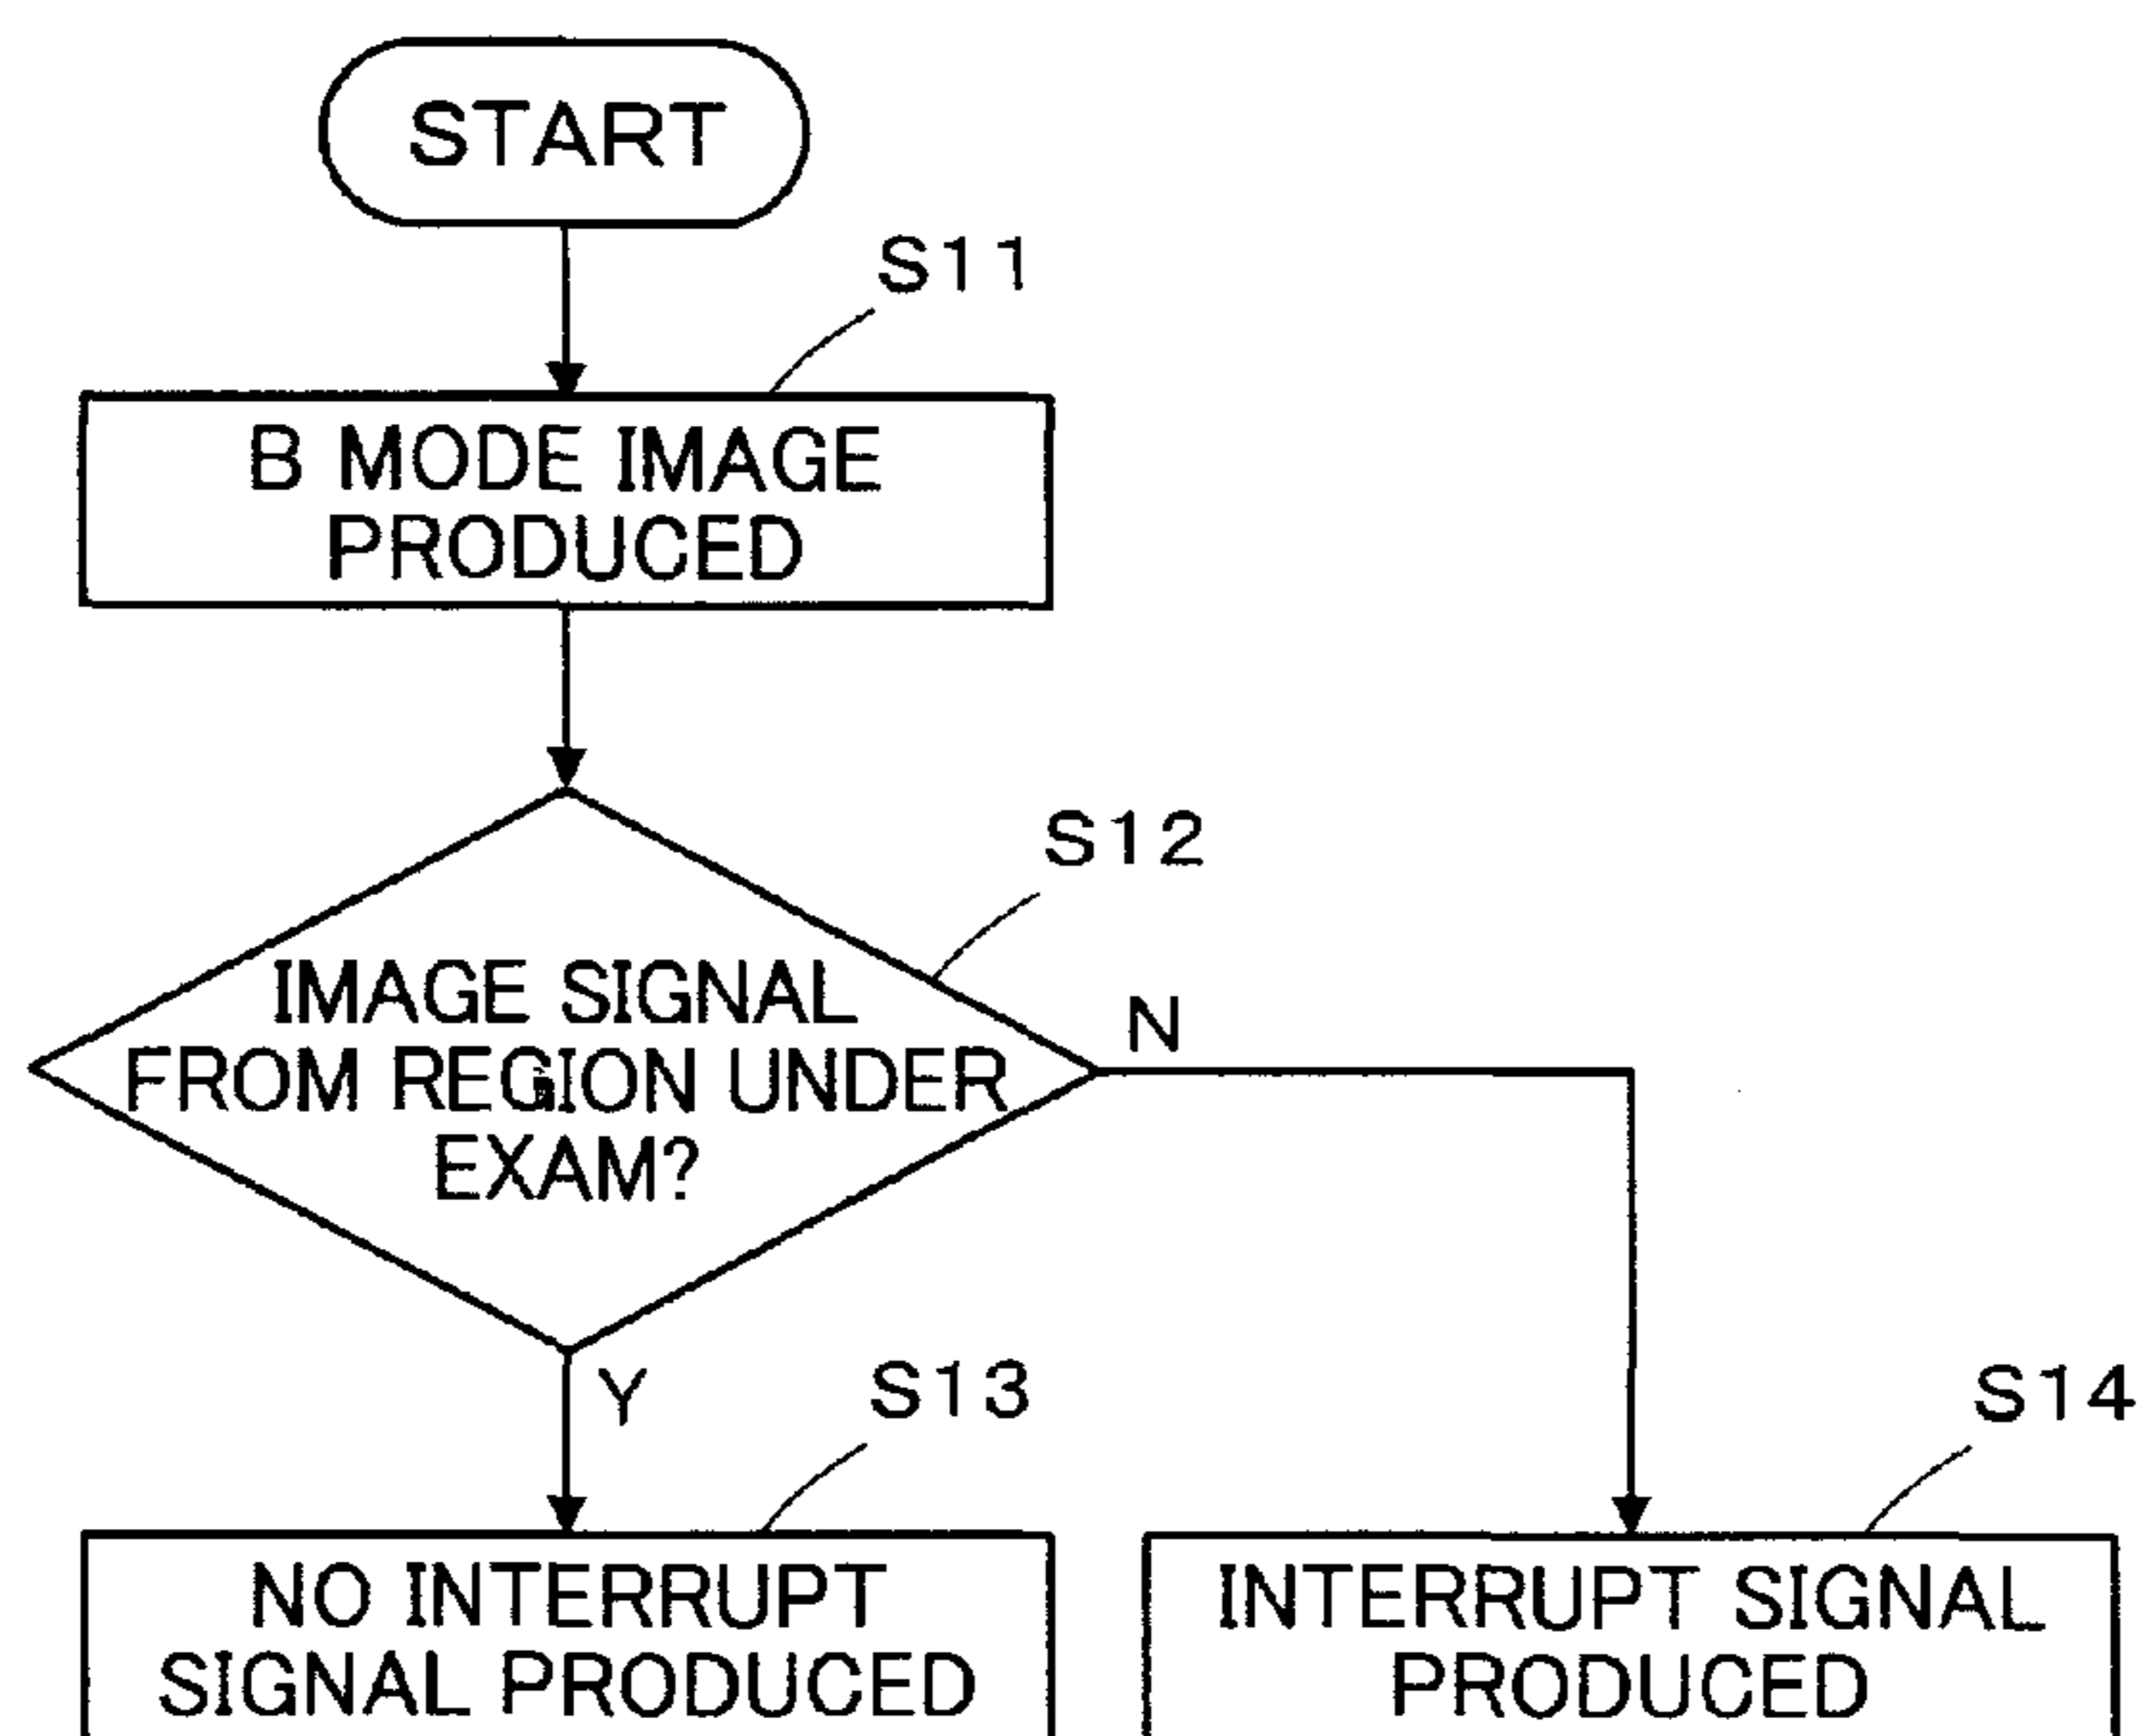 START
S11
B MODE IMAGE
PRODUCED
S12
IMAGE SIGNAL
FROM REGION UNDER
EXAM?
N
Y
S13
S14
NO INTERRUPT
SIGNAL PRODUCED
INTERRUPT SIGNAL
PRODUCED